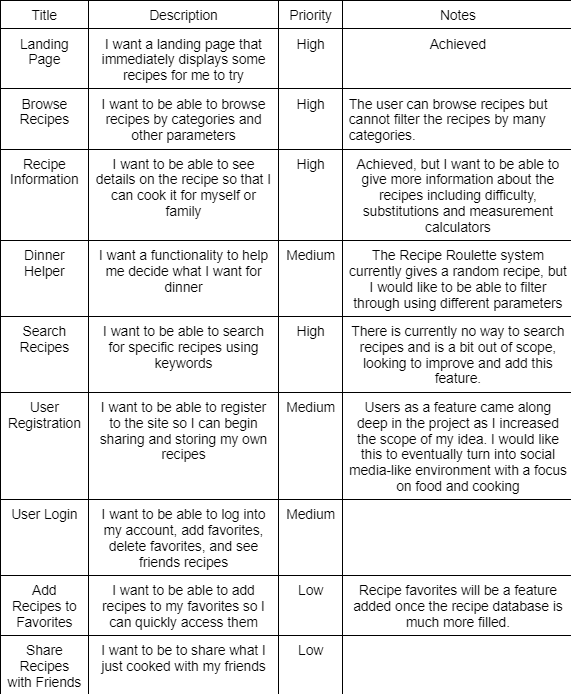 Title Description Priority Notes
Landing Page
I want a landing page that
immediately displays some
recipes for me to try
High
Achieved
Browse
Recipes
I want to be able to browse
recipes by categories and
other parameters
High
The user can browse recipes but
cannot filter the recipes by many
categories.
Recipe
Information
I want to be able to see
details on the recipe so that I
can cook it for myself or
family
High
Achieved, but I want to be able to
give more information about the
recipes including difficulty,
substitutions and measurement
calculators
Dinner
Helper
I want a functionality to help
me decide what I want for
dinner
Medium
The Recipe Roulette system
currently gives a random recipe, but
I would like to be able to filter
through using different parameters
Search
Recipes
I want to be able to search
for specific recipes using
keywords
High
There is currently no way to search
recipes and is a bit out of scope,
looking to improve and add this
feature.
User
Registration
I want to be able to register
to the site so I can begin
sharing and storing my own
recipes
Medium
Users as a feature came along
deep in the project as I increased
the scope of my idea. I would like
this to eventually turn into social
media-like environment with a focus
on food and cooking
User Login
I want to be able to log into
my account, add favorites,
delete favorites, and see
friends recipes
Medium
Add
Recipes to
Favorites
I want to be able to add
recipes to my favorites so I
can quickly access them
Low
Recipe favorites will be a feature
added once the recipe database is
much more filled.
Share
Recipes
with Friends
I want to be to share what I
just cooked with my friends
Low